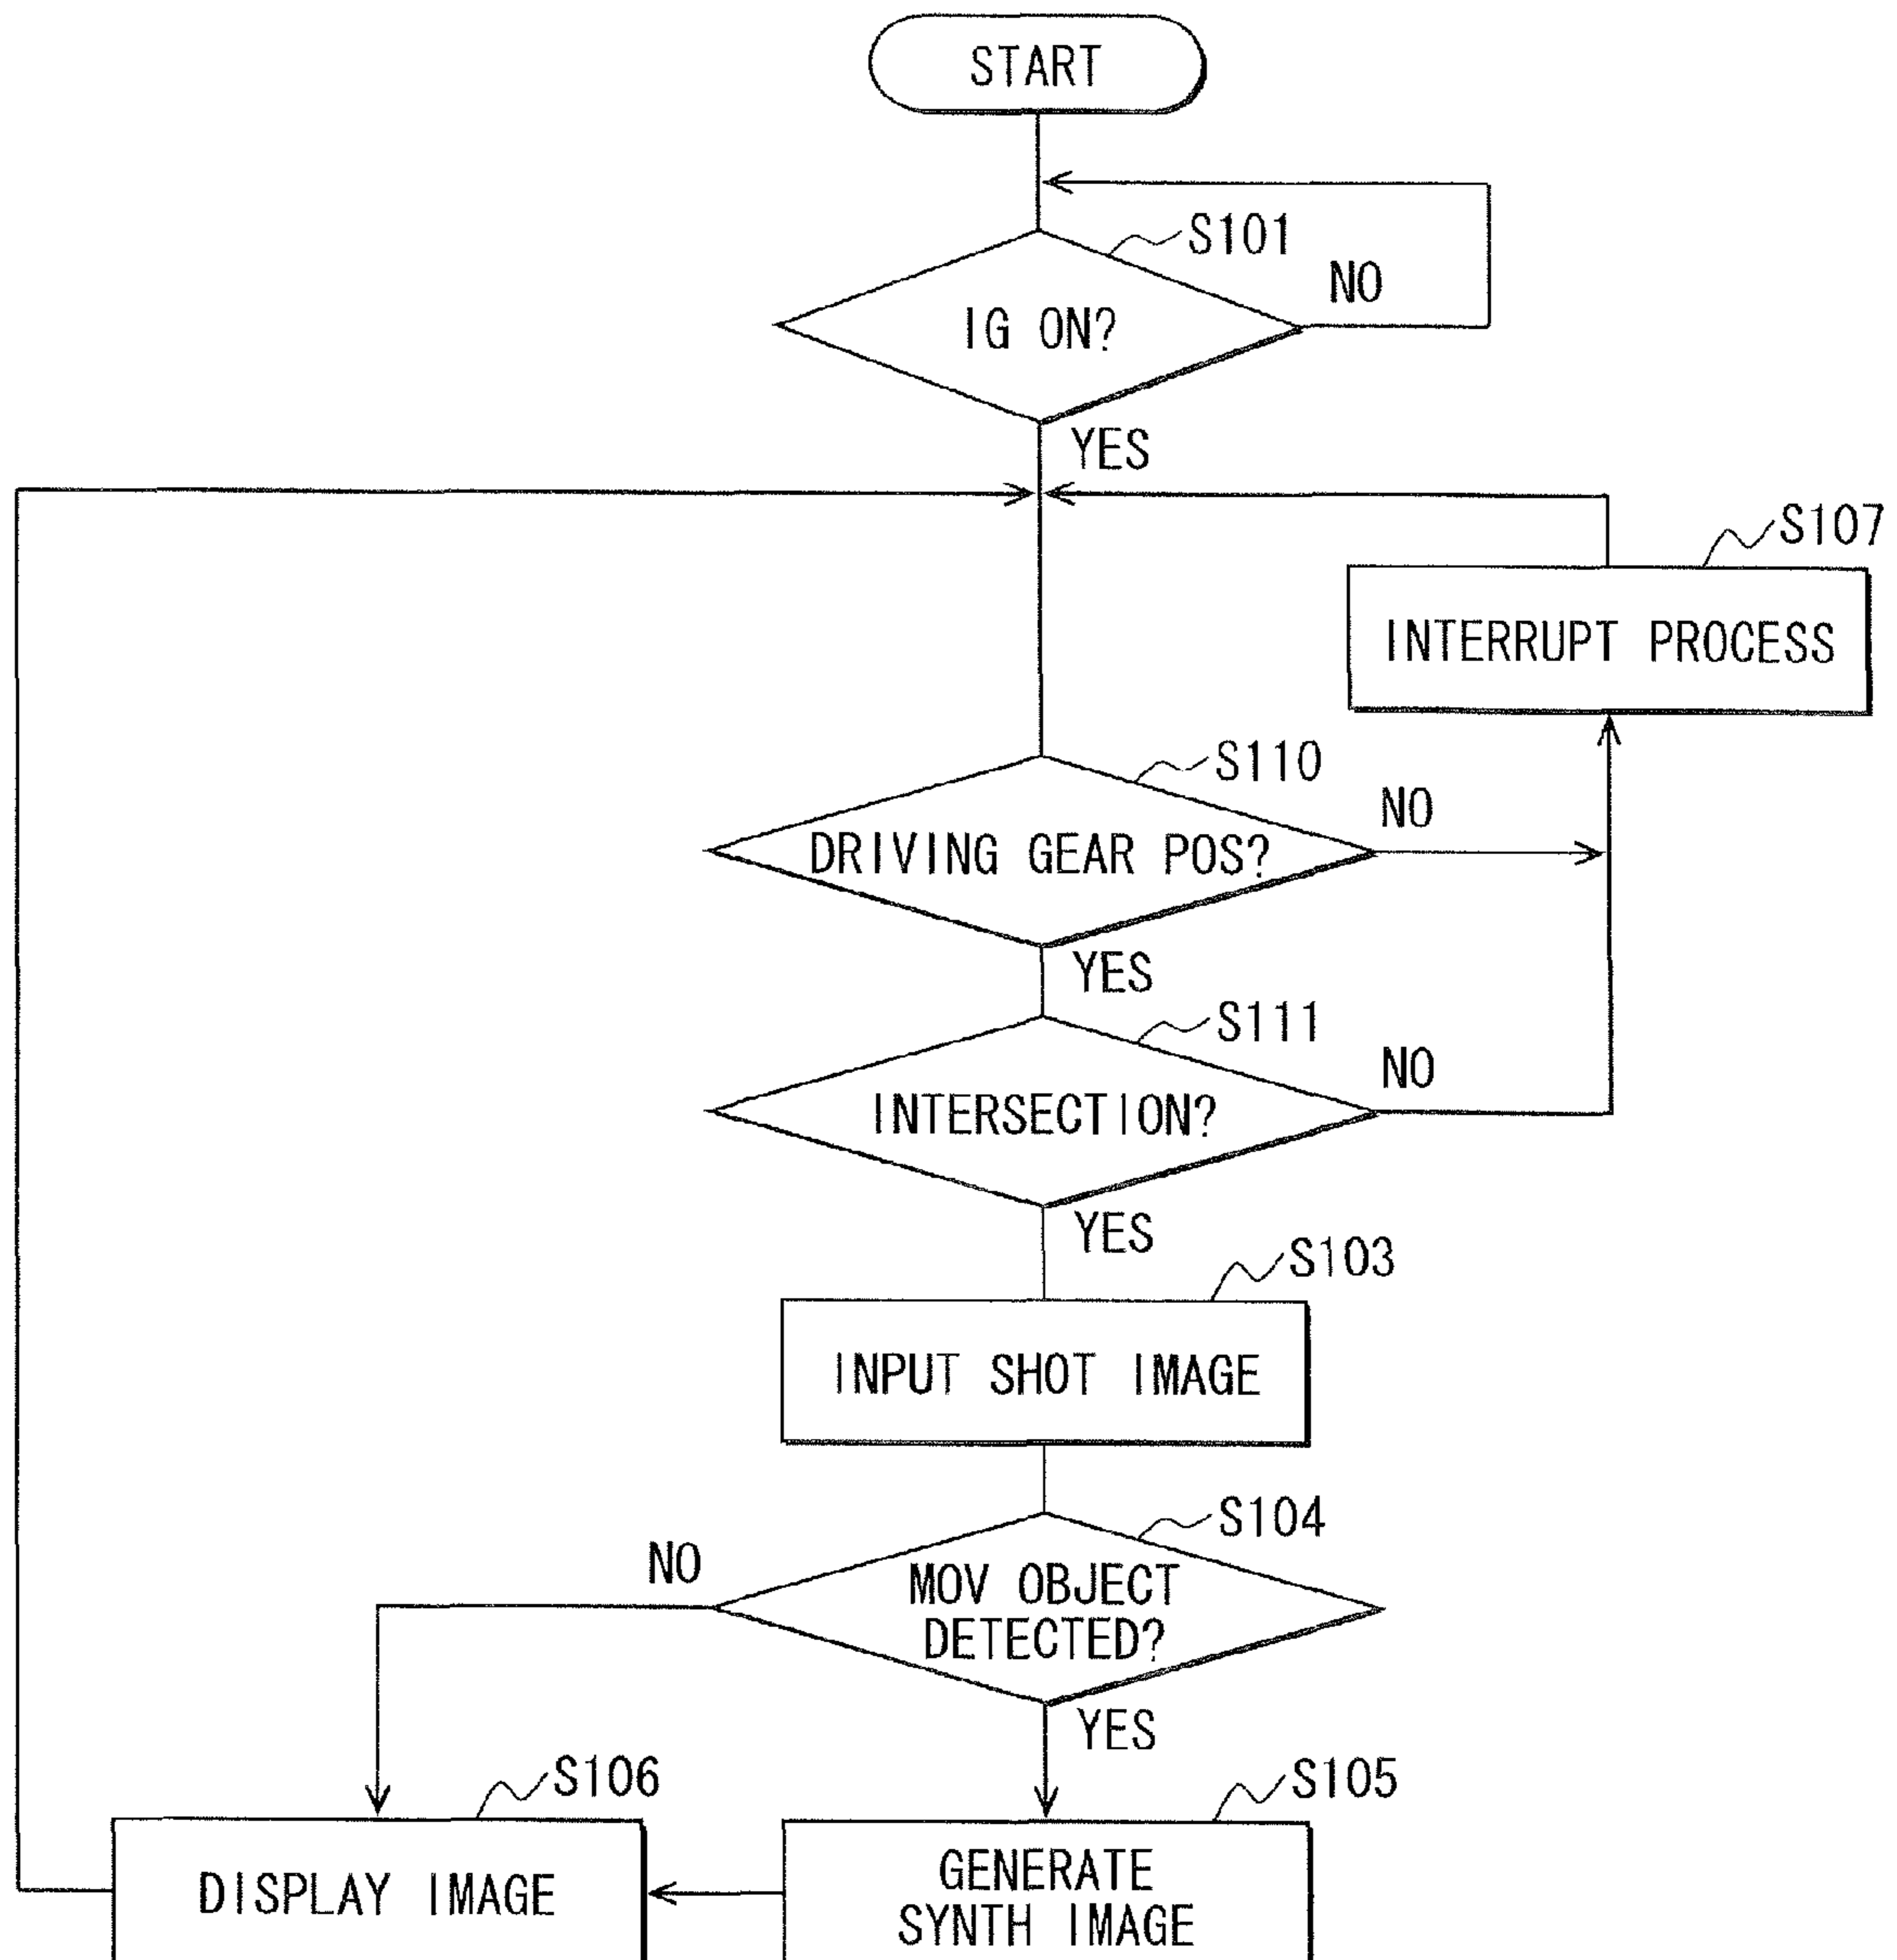 START
S101
NO
IG ON?
YES
S107
INTERRUPT PROCESS
S110
NO
DRIVING GEAR POS?
YES
S111
NO
INTERSECTION?
YES
S103
INPUT SHOT IMAGE
S104
NO
MOV OBJECT
DETECTED?
YES
S106
S105
DISPLAY IMAGE
GENERATE
SYNTH IMAGE